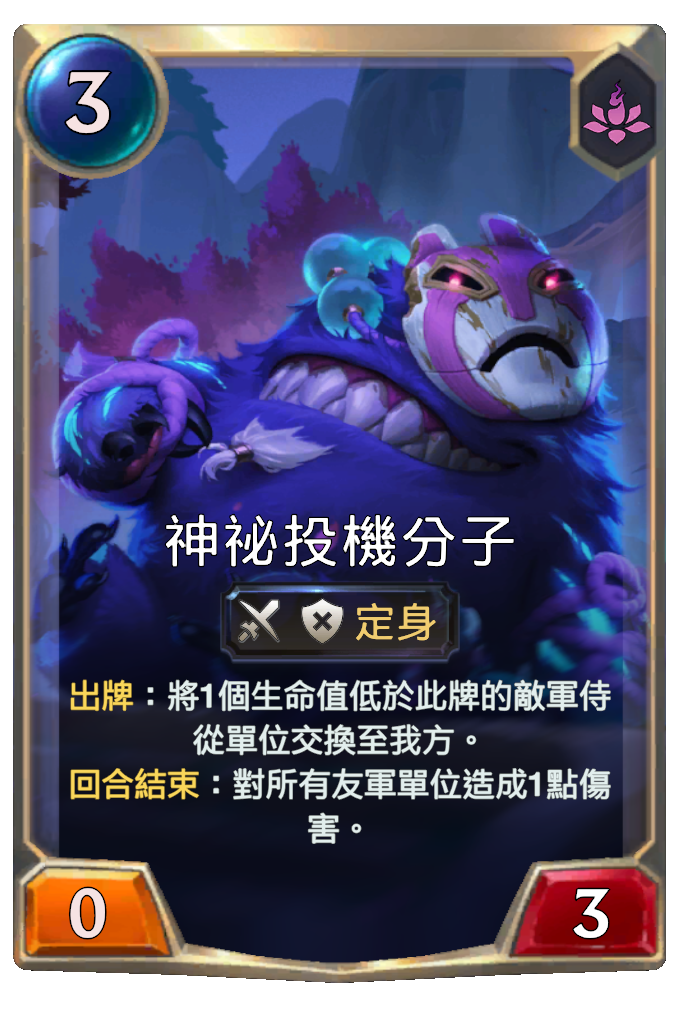 3
神祕投機分子
定身
出牌：將1個生命值低於此牌的敵軍侍
從單位交換至我方。
回合結束：對所有友軍單位造成1點傷
害。
0
3